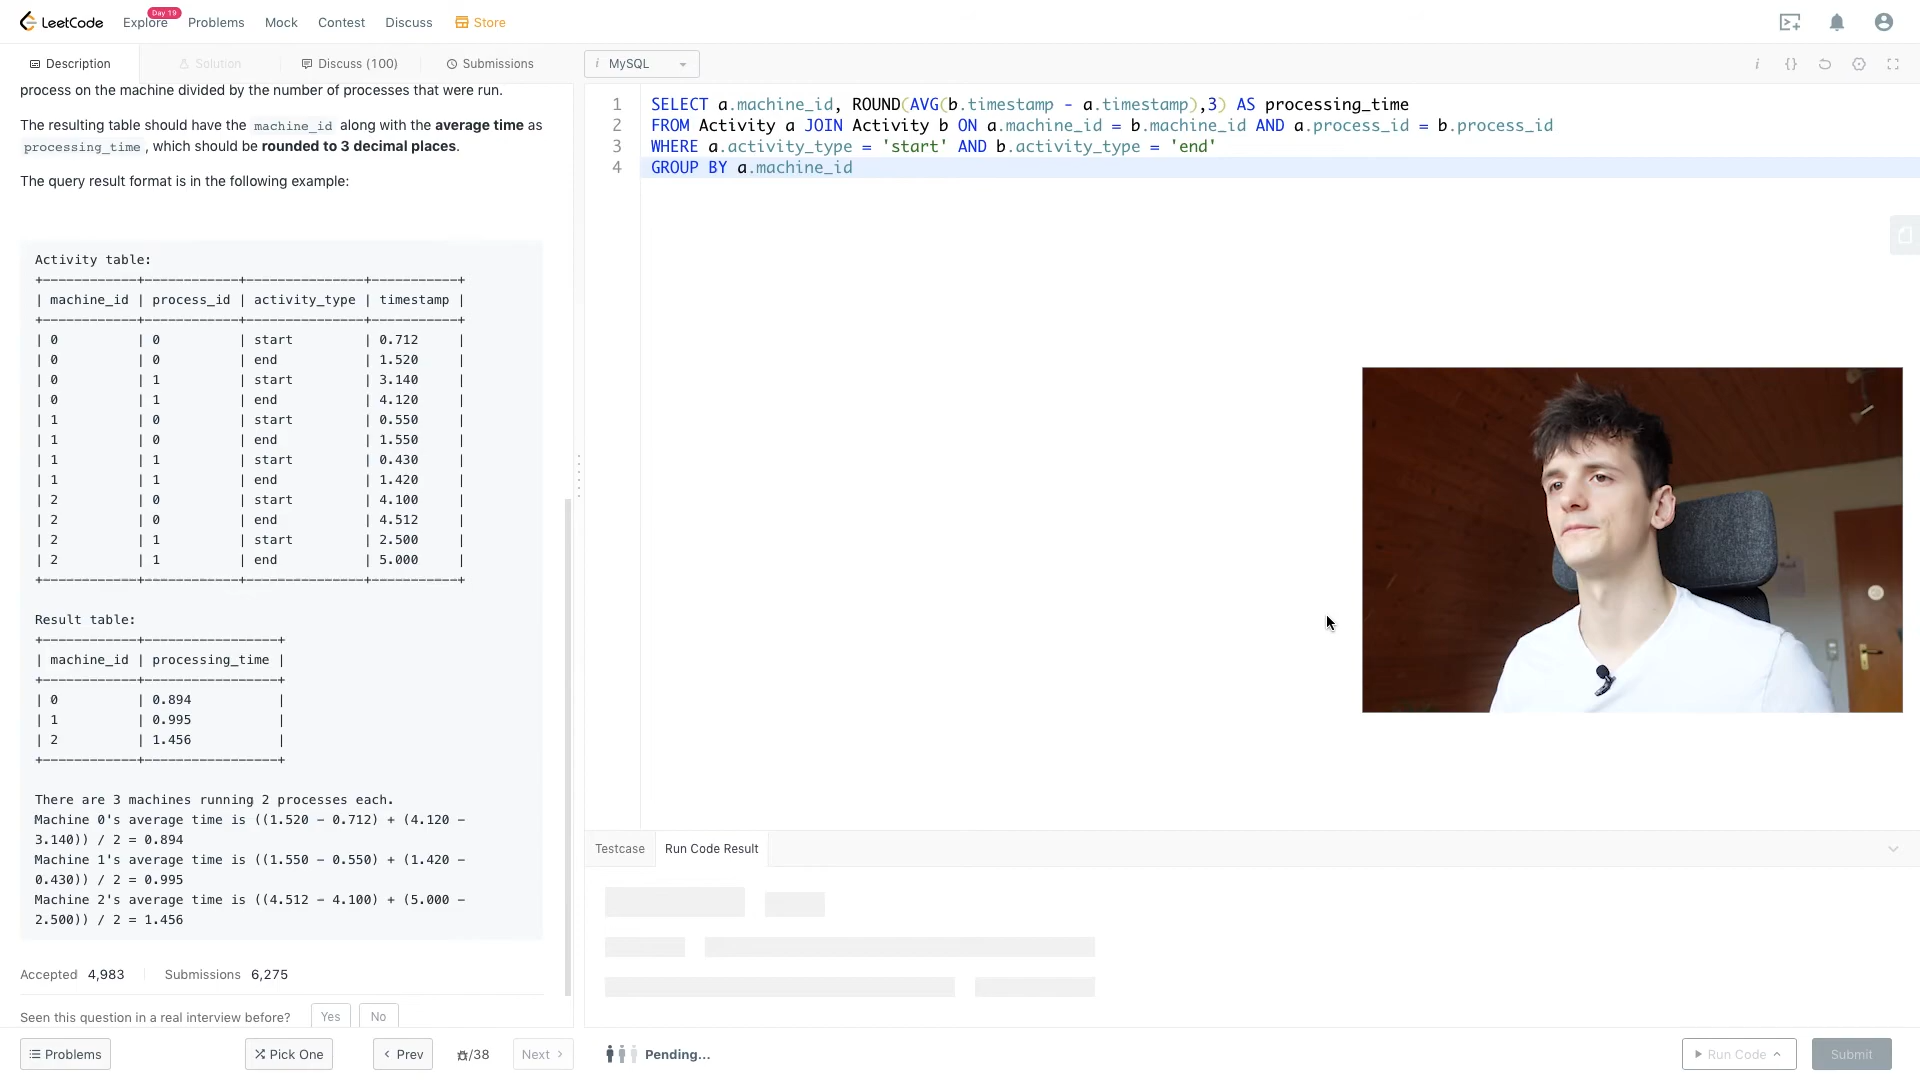 LeetCode Explore Day 19 Problems Mock Contest Discuss Store
Description Solution Discuss (100) Submissions
process on the machine divided by the number of processes that were run.
The resulting table should have the machine_id along with the average time as
processing_time , which should be rounded to 3 decimal places.
The query result format is in the following example:
Activity table:
+------------+------------+---------------+-----------+
| machine_id | process_id | activity_type | timestamp |
+------------+------------+---------------+-----------+
| 0 | 0 | start | 0.712 |
| 0 | 0 | end | 1.520 |
| 0 | 1 | start | 3.140 |
| 0 | 1 | end | 4.120 |
| 1 | 0 | start | 0.550 |
| 1 | 0 | end | 1.550 |
| 1 | 1 | start | 0.430 |
| 1 | 1 | end | 1.420 |
| 2 | 0 | start | 4.100 |
| 2 | 0 | end | 4.512 |
| 2 | 1 | start | 2.500 |
| 2 | 1 | end | 5.000 |
+------------+------------+---------------+-----------+
Result table:
+------------+-----------------+
| machine_id | processing_time |
+------------+-----------------+
| 0 | 0.894 |
| 1 | 0.995 |
| 2 | 1.456 |
+------------+-----------------+
There are 3 machines running 2 processes each.
Machine 0's average time is ((1.520 - 0.712) + (4.120 -
3.140)) / 2 = 0.894
Machine 1's average time is ((1.550 - 0.550) + (1.420 -
0.430)) / 2 = 0.995
Machine 2's average time is ((4.512 - 4.100) + (5.000 -
2.500)) / 2 = 1.456
Accepted 4,983 Submissions 6,275
Seen this question in a real interview before? Yes No
Problems Pick One < Prev /38 Next >
i MySQL
i {}
1 SELECT a.machine_id, ROUND(AVG(b.timestamp - a.timestamp),3) AS processing_time
2 FROM Activity a JOIN Activity b ON a.machine_id = b.machine_id AND a.process_id = b.process_id
3 WHERE a.activity_type = 'start' AND b.activity_type = 'end'
4 GROUP BY a.machine_id
Testcase Run Code Result
Pending... Run Code Submit